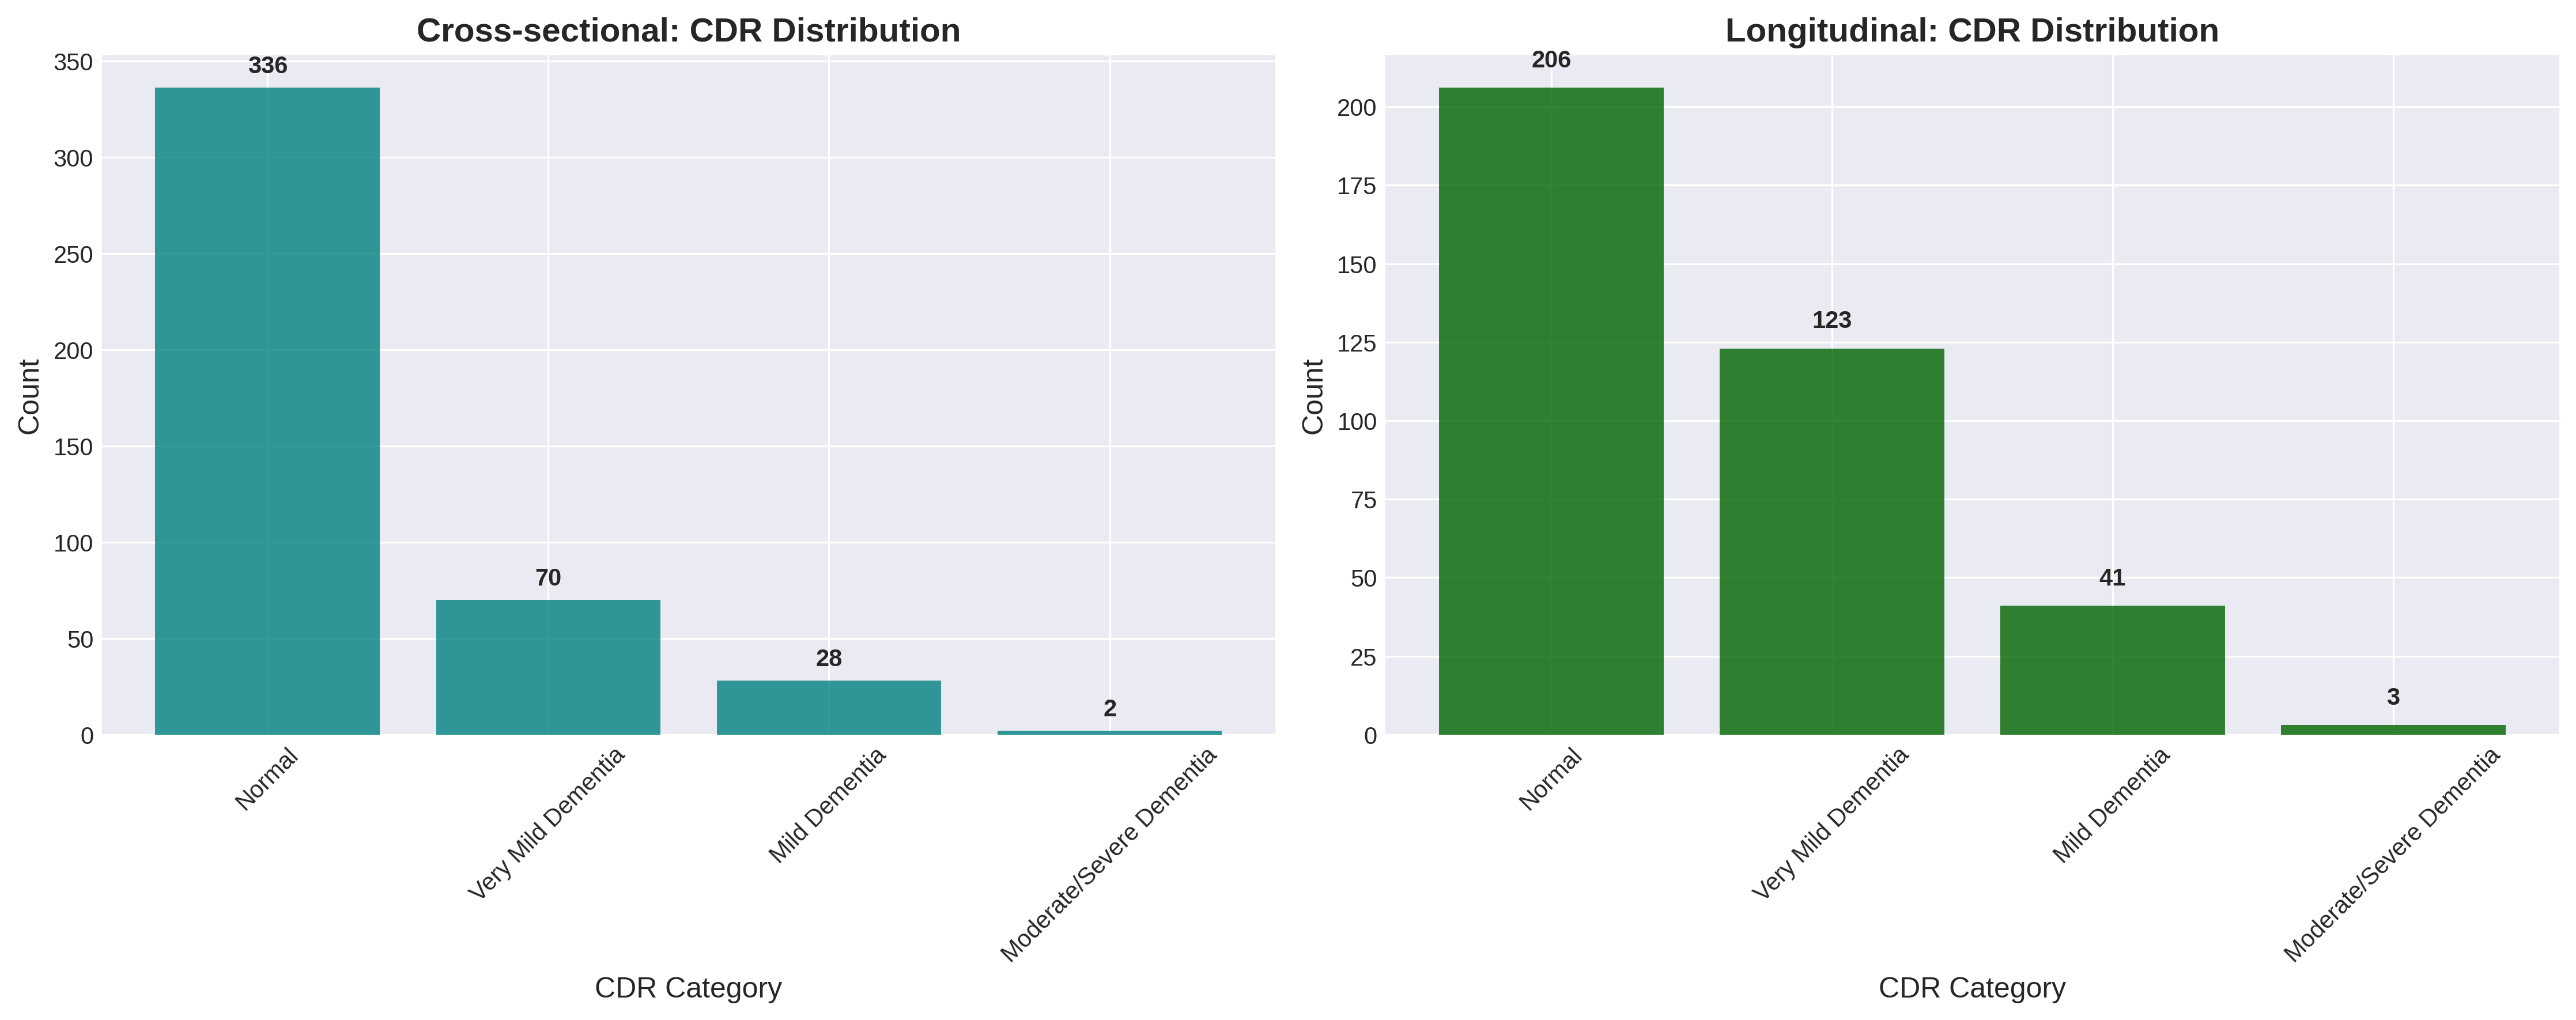 Cross-sectional: CDR Distribution
350
300
250
200
150
100
50
0
Count
336
70
28
2
Normal
Very Mild Dementia
Mild Dementia
Moderate/Severe Dementia
CDR Category
Longitudinal: CDR Distribution
200
175
150
125
100
75
50
25
0
Count
206
123
41
3
Normal
Very Mild Dementia
Mild Dementia
Moderate/Severe Dementia
CDR Category